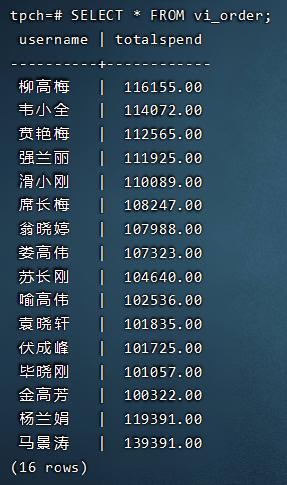 tpch=# SELECT * FROM vi_order;
username | totalspend
----------+------------
柳高梅 | 116155.00
韦小全 | 114072.00
贲艳梅 | 112565.00
强兰丽 | 111925.00
滑小刚 | 110089.00
席长梅 | 108247.00
翁晓婷 | 107988.00
娄高伟 | 107323.00
苏长刚 | 104640.00
喻高伟 | 102536.00
袁晓轩 | 101835.00
伏成峰 | 101725.00
毕晓刚 | 101057.00
金高芳 | 100322.00
杨兰娟 | 119391.00
马景涛 | 139391.00
(16 rows)